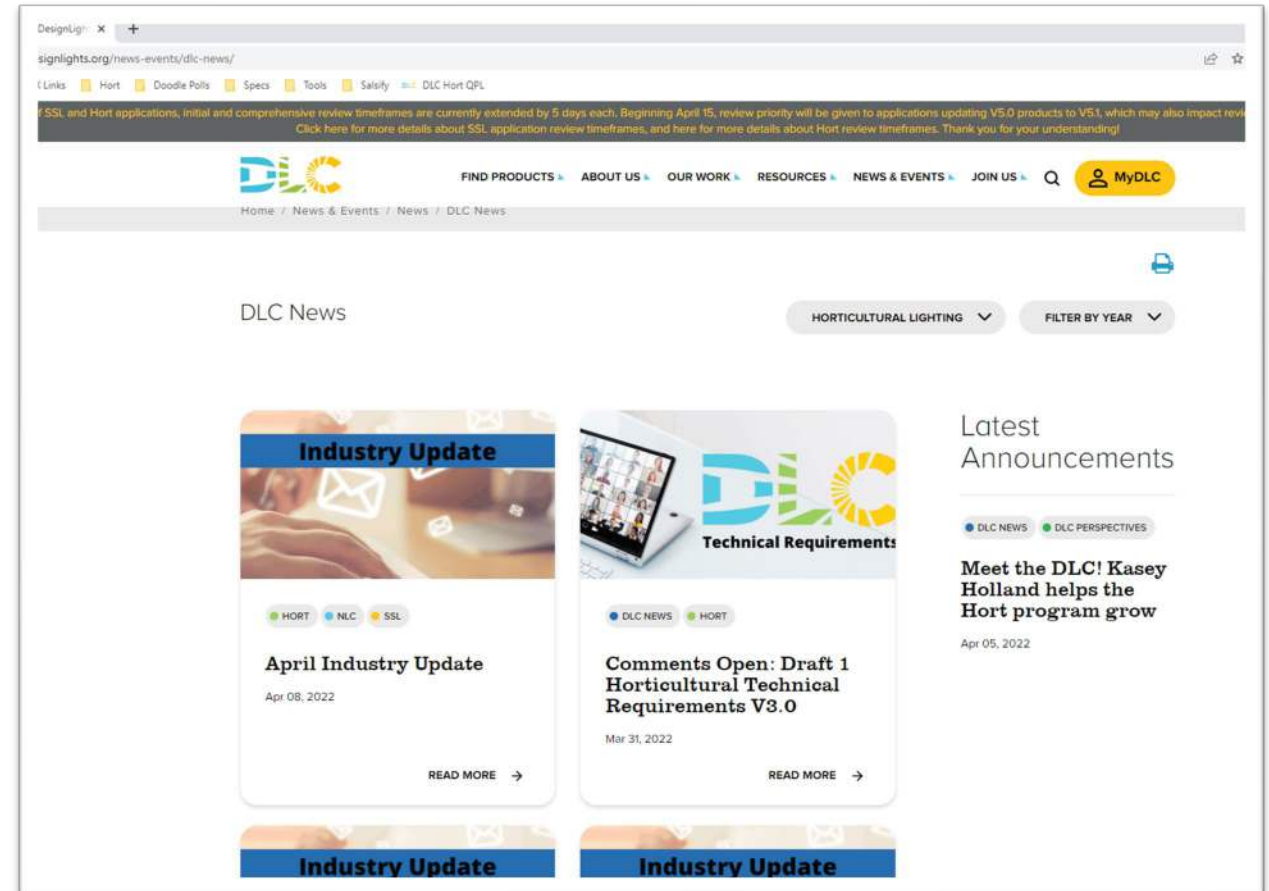 DesignLigh
signlights.org/news-events/dlc-news/
Links Hort Doodle Polls Specs Tools Salsify DLC Hort QPL
f SSL and Hort applications, initial and comprehensive review timeframes are currently extended by 5 days each. Beginning April 15, review priority will be given to applications updating V5.0 products to V5.1, which may also impact revi
Click here for more details about SSL application review timeframes, and here for more details about Hort review timeframes. Thank you for your understanding!
DLC FIND PRODUCTS ABOUT US OUR WORK RESOURCES NEWS & EVENTS JOIN US MyDLC
Home / News & Events / News / DLC News
DLC News
HORTICULTURAL LIGHTING
FILTER BY YEAR
Industry Update
HORT NLC SSL
April Industry Update
Apr 08, 2022
READ MORE →
DLC
Technical Requirements
DLC NEWS HORT
Comments Open: Draft 1
Horticultural Technical
Requirements V3.0
Mar 31, 2022
READ MORE →
Latest
Announcements
DLC NEWS DLC PERSPECTIVES
Meet the DLC! Kasey
Holland helps the
Hort program grow
Apr 05, 2022
Industry Update
Industry Update